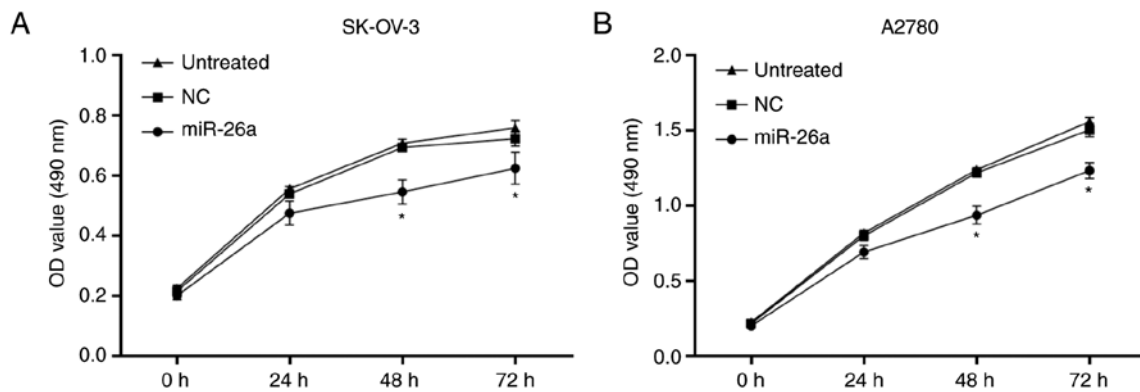 A
SK-OV-3
1.0
0.8
0.6
0.4
0.2
0.0
OD value (490 nm)
Untreated
NC
miR-26a
*
*
0 h 24 h 48 h 72 h
B
A2780
2.0
1.5
1.0
0.5
1.0
OD value (490 nm)
Untreated
NC
miR-26a
*
*
0 h 24 h 48 h 72 h